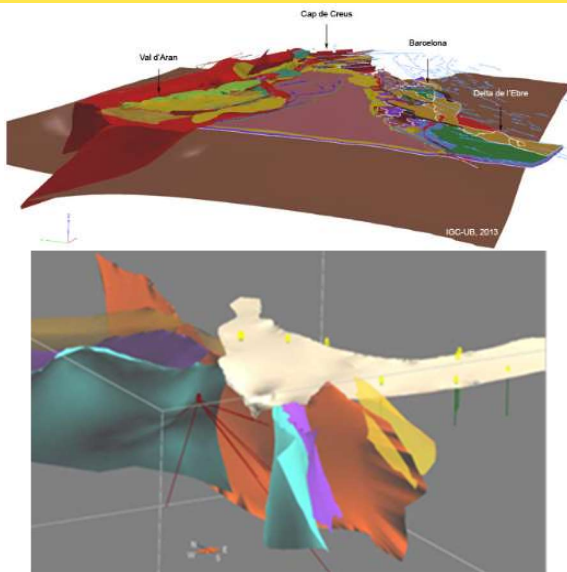 Cap de Creus
Val d'Aran
Barcelona
Delta de l'Ebre
IGC-UB, 2013